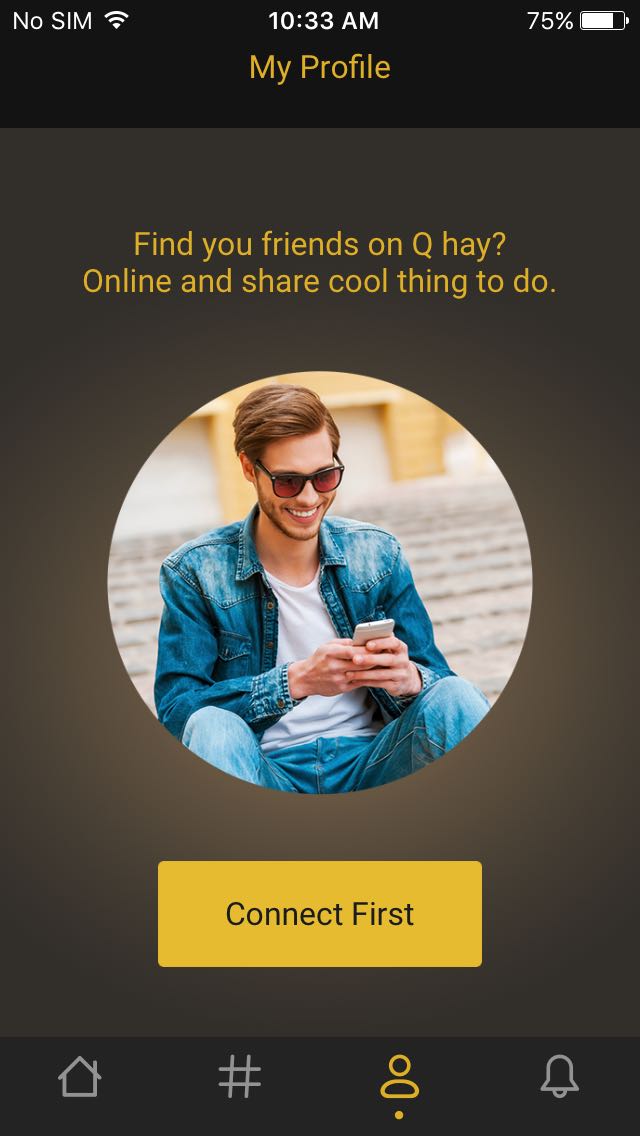 No SIM 10:33 AM 75%
My Profile
Find you friends on Q hay?
Online and share cool thing to do.
Connect First